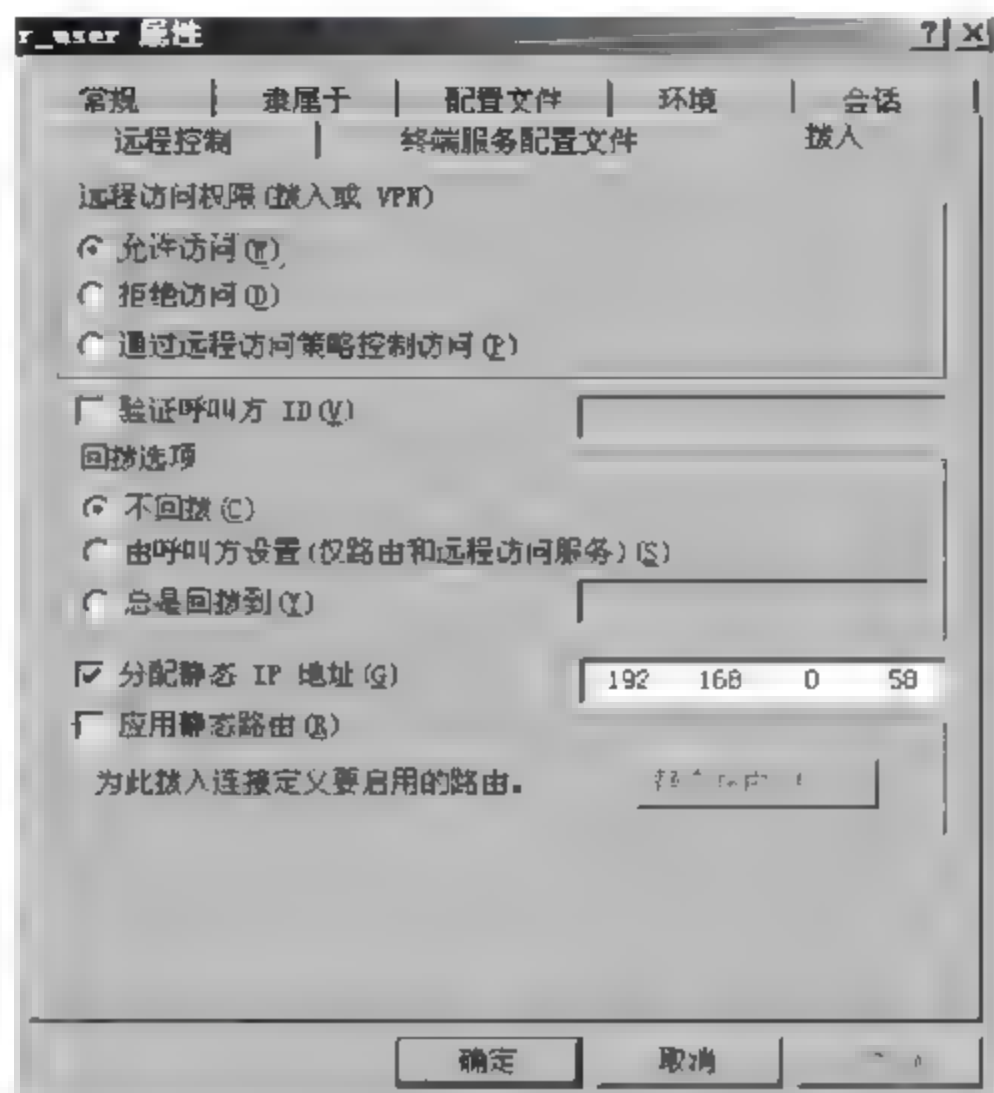 r_user 属性
常规 隶属于 配置文件 环境 会话
远程控制 终端服务配置文件 拨入
远程访问权限(拨入或 VPN)
允许访问(W)
拒绝访问(D)
通过远程访问策略控制访问(P)
验证呼叫方 ID(V)
回拨选项
不回拨(C)
由呼叫方设置(仅路由和远程访问服务)(S)
总是回拨到(Y)
分配静态 IP 地址(G) 192 168 0 58
应用静态路由(R)
为此拨入连接定义要启用的路由.
确定 取消